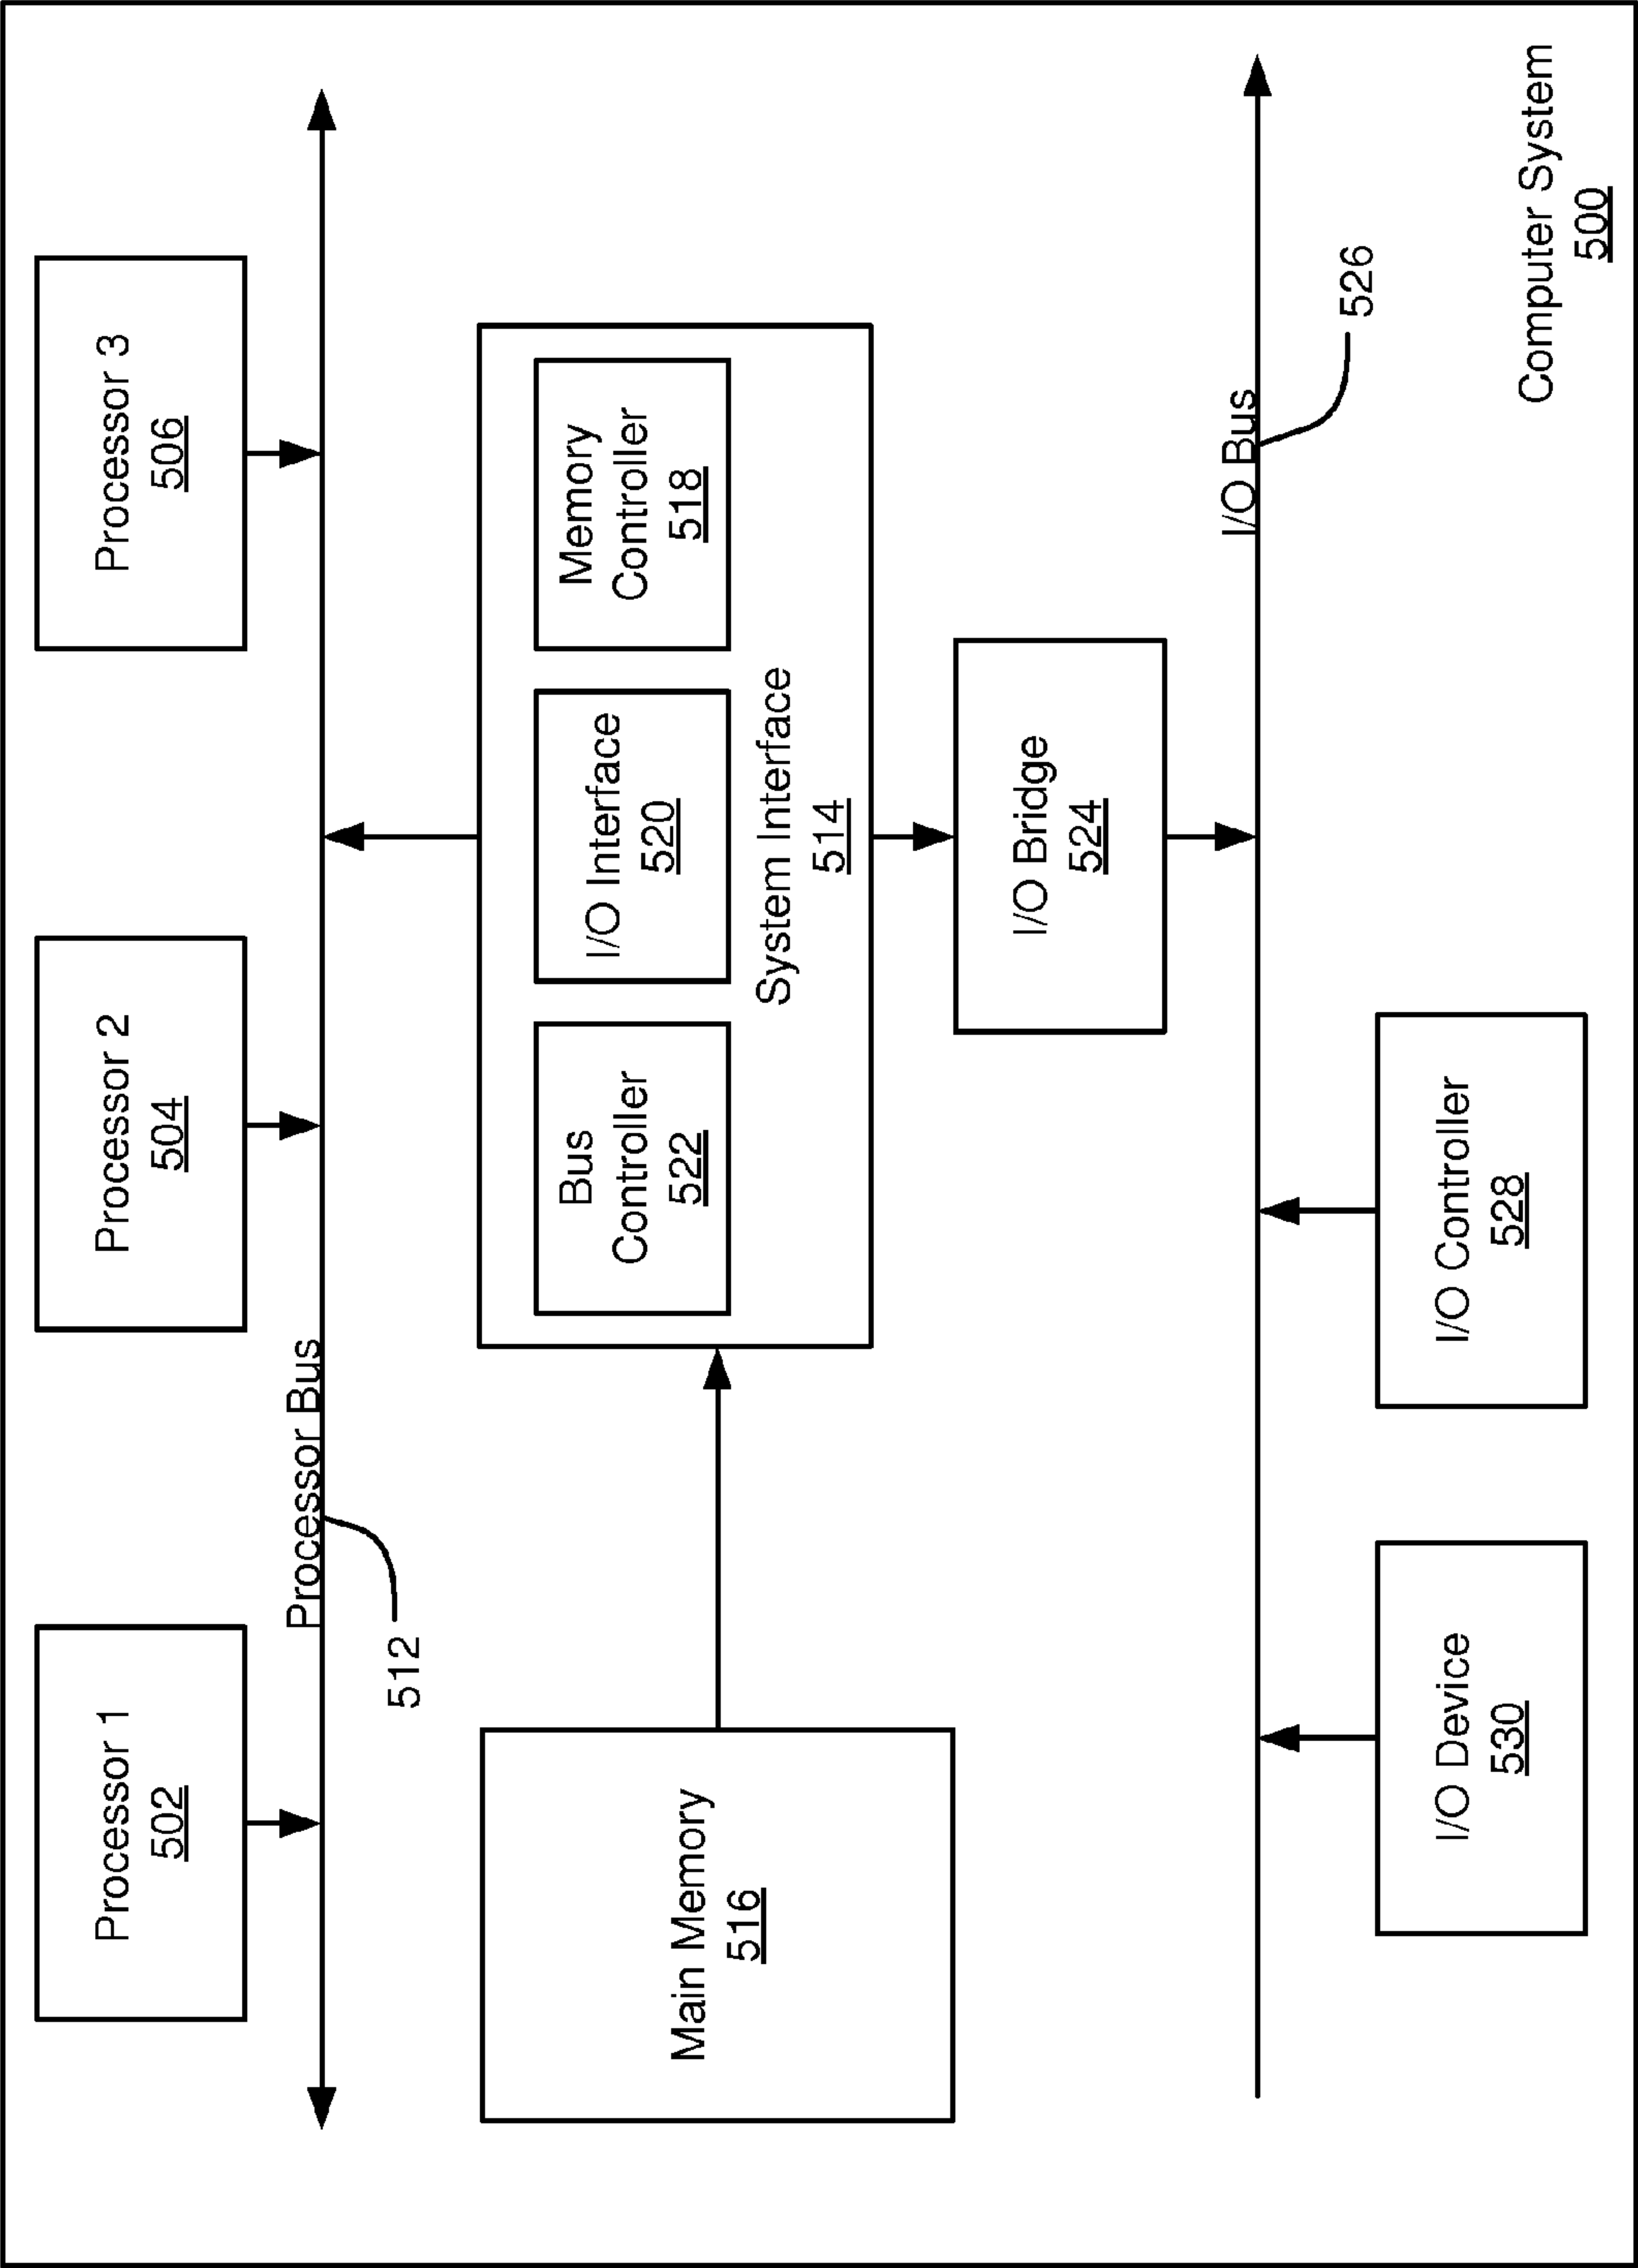 Processor 1
502
Processor 2
504
Processor 3
506
Processor Bus
512
Main Memory
516
Bus
Controller
522
I/O Interface
520
Memory
Controller
518
System Interface
514
I/O Bridge
524
I/O Bus
526
I/O Device
530
I/O Controller
528
Computer System
500